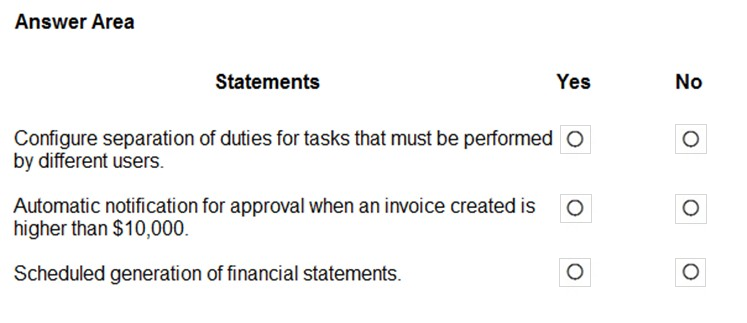 Answer Area
Statements Yes No
Configure separation of duties for tasks that must be performed
by different users.
Automatic notification for approval when an invoice created is
higher than $10,000.
Scheduled generation of financial statements.